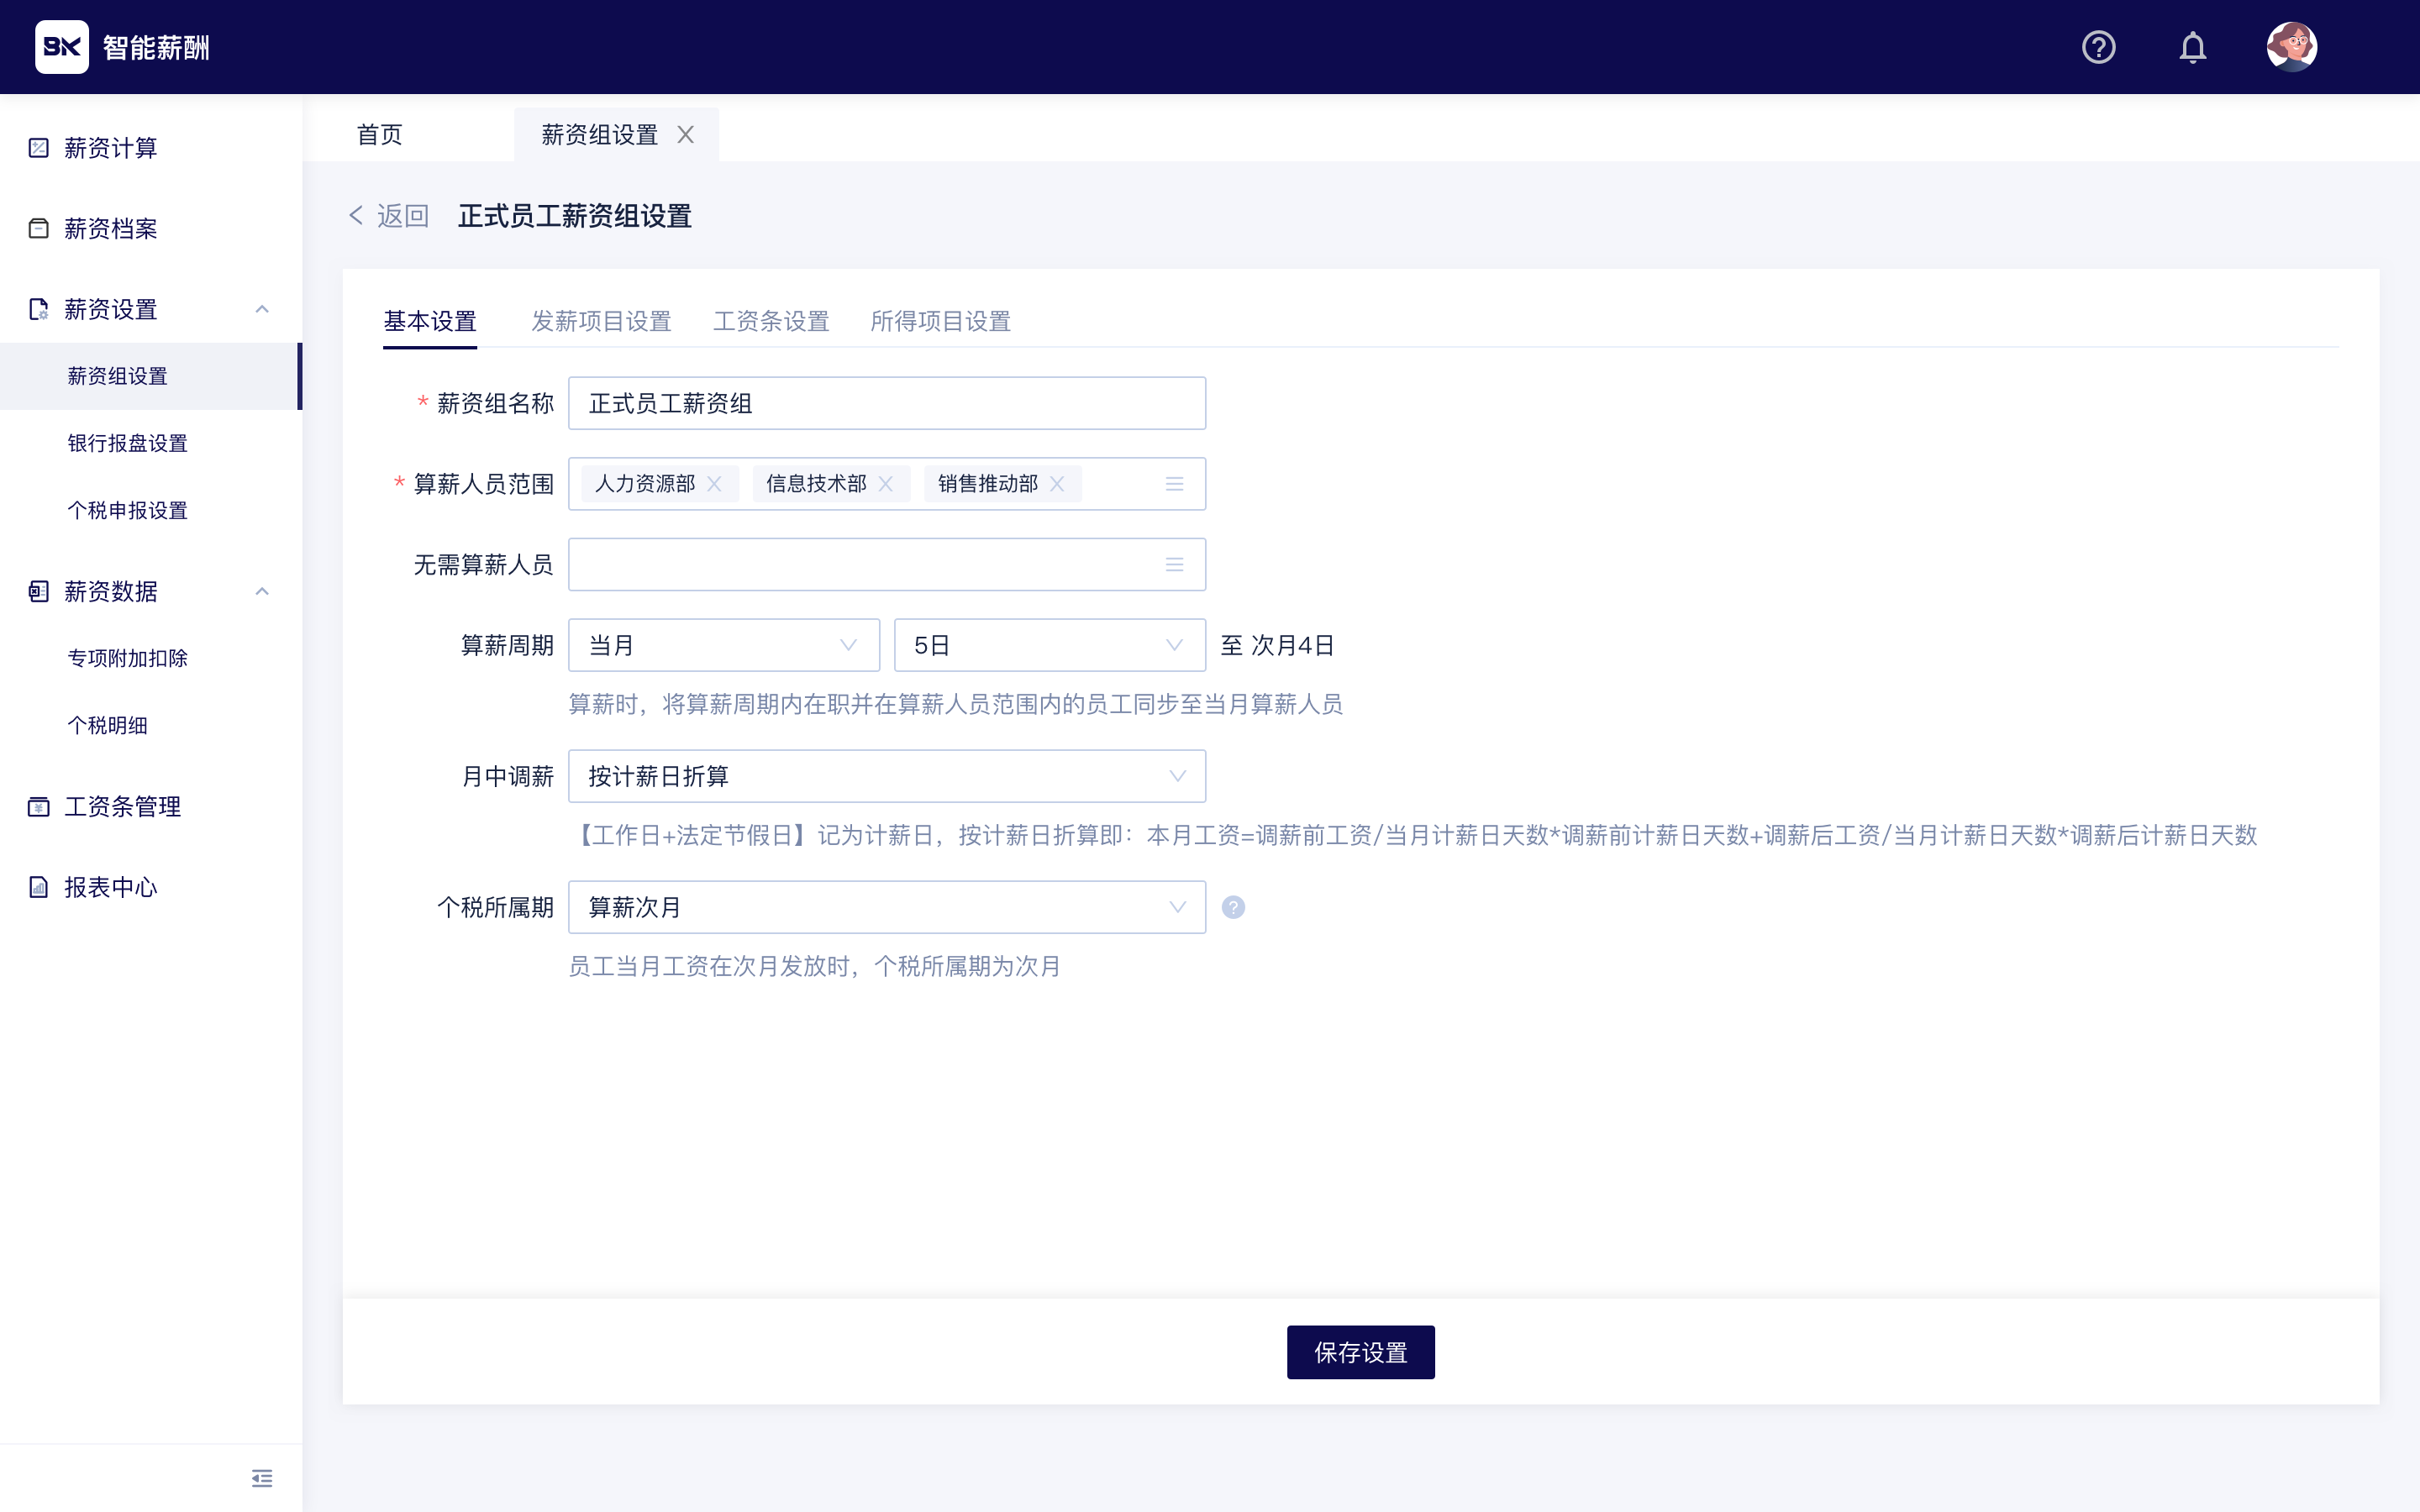 BK 智能薪酬
首页 薪资组设置
薪资计算
薪资档案
薪资设置
薪资组设置
银行报盘设置
个税申报设置
薪资数据
专项附加扣除
个税明细
工资条管理
报表中心
返回 正式员工薪资组设置
基本设置 发薪项目设置 工资条设置 所得项目设置
* 薪资组名称 正式员工薪资组
* 算薪人员范围 人力资源部 信息技术部 销售推动部
无需算薪人员
算薪周期 当月 5日 至 次月4日
算薪时，将算薪周期内在职并在算薪人员范围内的员工同步至当月算薪人员
月中调薪 按计薪日折算
【工作日+法定节假日】记为计薪日，按计薪日折算即：本月工资=调薪前工资/当月计薪日天数*调薪前计薪日天数+调薪后工资/当月计薪日天数*调薪后计薪日天数
个税所属期 算薪次月 ?
员工当月工资在次月发放时，个税所属期为次月
保存设置